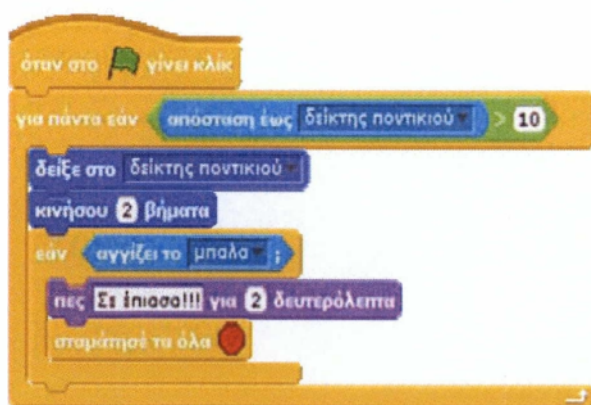 όταν στο γίνει κλικ
για πάντα εάν απόσταση έως δείκτης ποντικιού > 10
δείξε στο δείκτης ποντικιού
κινήσου 2 βήματα
εάν αγγίζει το μπαλα ;
πες Σε έπιασα!!! για 2 δευτερόλεπτα
σταμάτησέ τα όλα